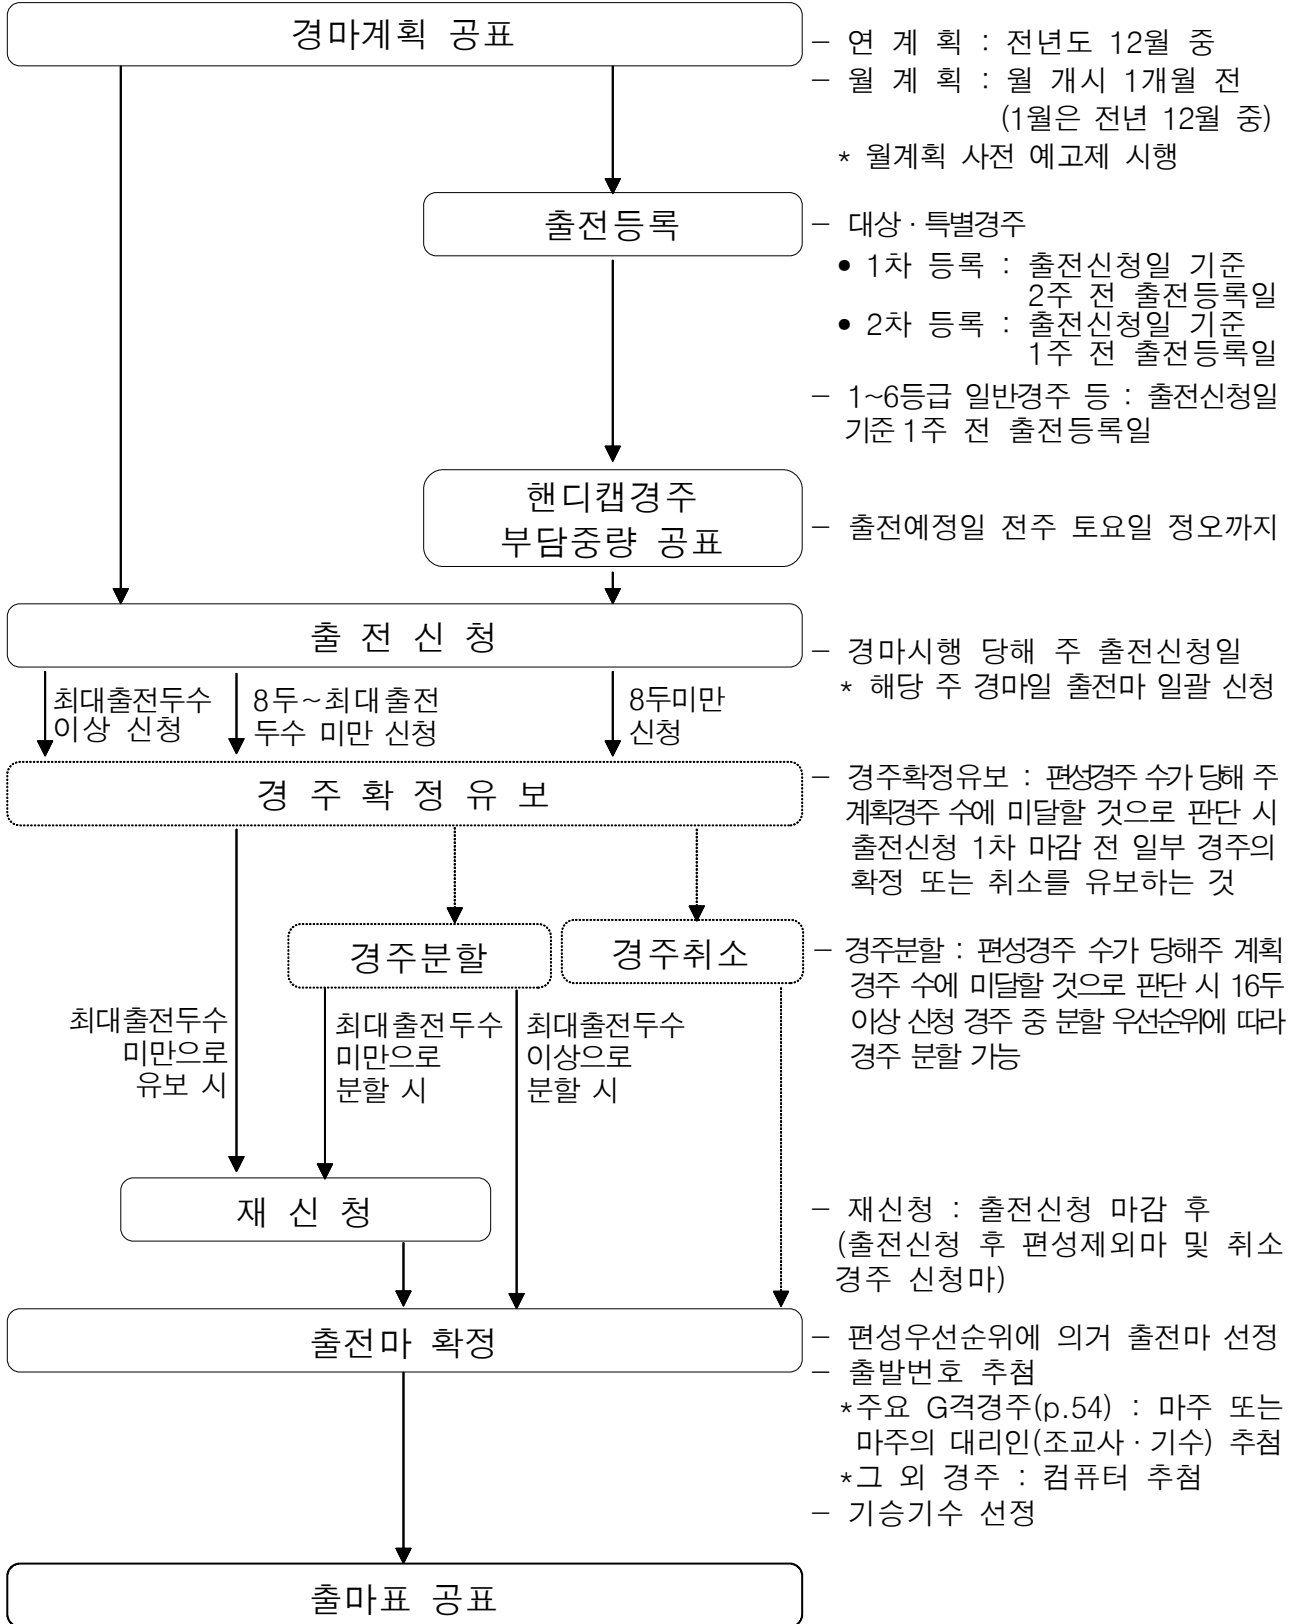 경마계획 공표
– 연 계 획 : 전년도 12월 중
– 월 계 획 : 월 개시 1개월 전
(1월은 전년 12월 중)
* 월계획 사전 예고제 시행
출전등록
– 대상·특별경주
• 1차 등록 : 출전신청일 기준
2주 전 출전등록일
• 2차 등록 : 출전신청일 기준
1주 전 출전등록일
– 1~6등급 일반경주 등 : 출전신청일
기준 1주 전 출전등록일
핸디캡경주
부담중량 공표
– 출전예정일 전주 토요일 정오까지
출 전 신 청
– 경마시행 당해 주 출전신청일
* 해당 주 경마일 출전마 일괄 신청
최대출전두수
이상 신청
8두~최대출전
두수 미만 신청
8두미만
신청
경 주 확 정 유 보
– 경주확정유보 : 편성경주 수가 당해 주
계획경주 수에 미달할 것으로 판단 시
출전신청 1차 마감 전 일부 경주의
확정 또는 취소를 유보하는 것
경주분할
경주취소
– 경주분할 : 편성경주 수가 당해주 계획
경주 수에 미달할 것으로 판단 시 16두
이상 신청 경주 중 분할 우선순위에 따라
경주 분할 가능
최대출전두수
미만으로
유보 시
최대출전두수
미만으로
분할 시
최대출전두수
이상으로
분할 시
재 신 청
– 재신청 : 출전신청 마감 후
(출전신청 후 편성제외마 및 취소
경주 신청마)
출전마 확정
– 편성우선순위에 의거 출전마 선정
– 출발번호 추첨
*주요 G격경주(p.54) : 마주 또는
마주의 대리인(조교사·기수) 추첨
*그 외 경주 : 컴퓨터 추첨
– 기승기수 선정
출마표 공표